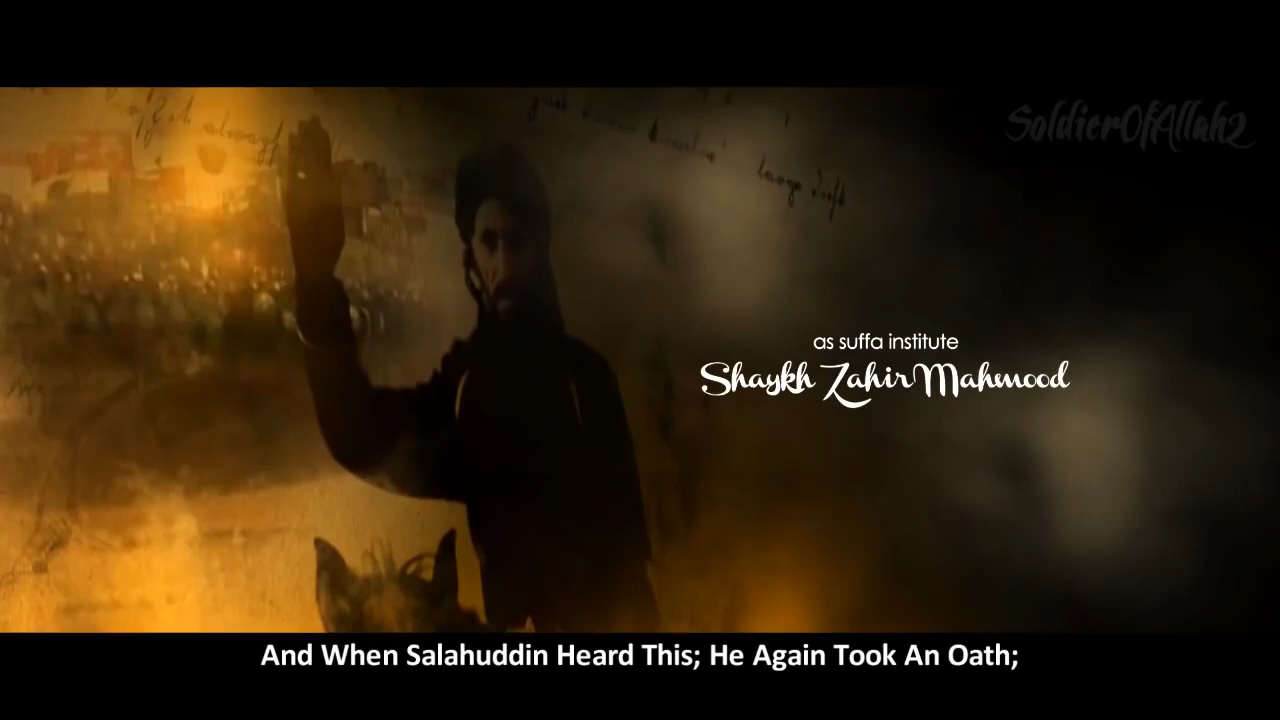 SoldierOfAllah2
as suffa institute
Shaykh Zahir Mahmood
And When Salahuddin Heard This; He Again Took An Oath;